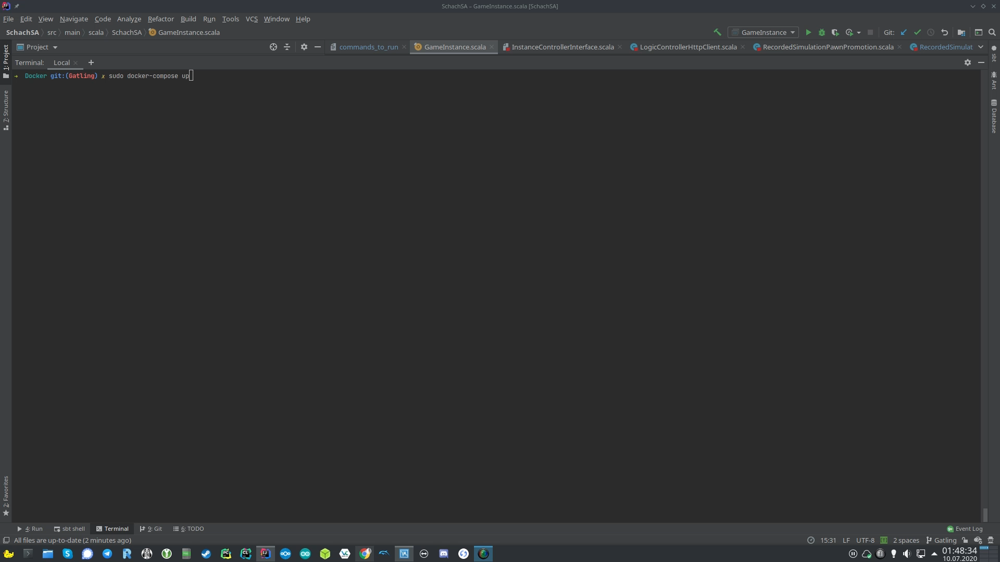 SchachSA – GameInstance.scala [SchachSA]
File Edit View Navigate Code Analyze Refactor Build Run Tools VCS Window Help
SchachSA src main scala SchachSA GameInstance.scala GameInstance Git:
Project commands_to_run GameInstance.scala InstanceControllerInterface.scala LogicControllerHttpClient.scala RecordedSimulationPawnPromotion.scala RecordedSimulat
1: Project
Terminal: Local +
→ Docker git:(Gatling) ✗ sudo docker-compose up
7: Structure
2: Favorites
sbt
Ant
Database
4: Run sbt shell Terminal 9: Git 6: TODO Event Log
All files are up-to-date (2 minutes ago) 15:31 LF UTF-8 2 spaces Gatling
01:48:34
10.07.2020